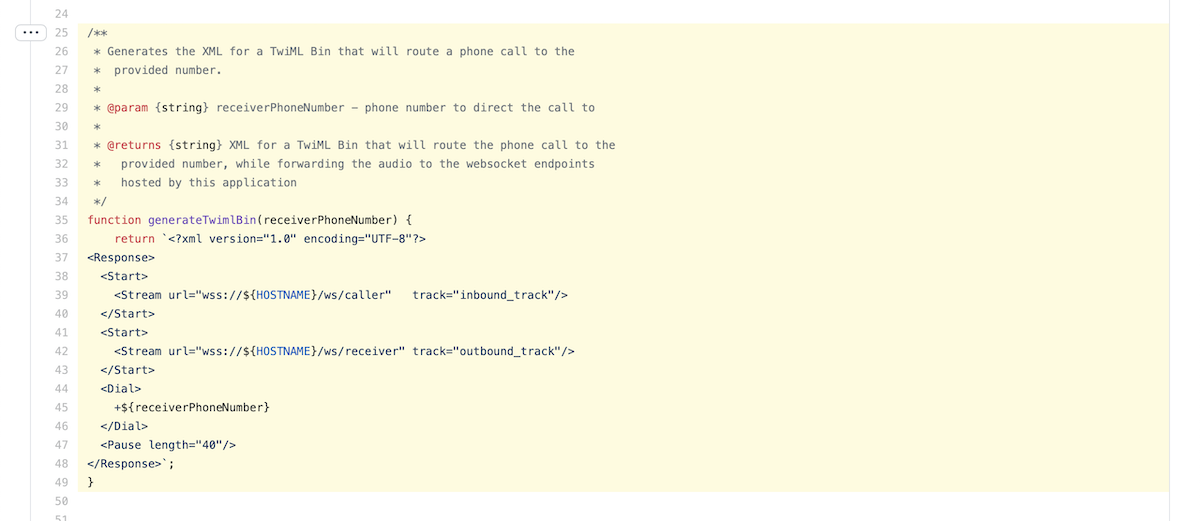 24
25 /**
26  * Generates the XML for a TwiML Bin that will route a phone call to the
27  *  provided number.
28  *
29  * @param {string} receiverPhoneNumber – phone number to direct the call to
30  *
31  * @returns {string} XML for a TwiML Bin that will route the phone call to the
32  *   provided number, while forwarding the audio to the websocket endpoints
33  *   hosted by this application
34  */
35 function generateTwimlBin(receiverPhoneNumber) {
36     return `<?xml version="1.0" encoding="UTF-8"?>
37 <Response>
38   <Start>
39     <Stream url="wss://${HOSTNAME}/ws/caller"   track="inbound_track"/>
40   </Start>
41   <Start>
42     <Stream url="wss://${HOSTNAME}/ws/receiver" track="outbound_track"/>
43   </Start>
44   <Dial>
45     +${receiverPhoneNumber}
46   </Dial>
47   <Pause length="40"/>
48 </Response>`;
49 }
50
51